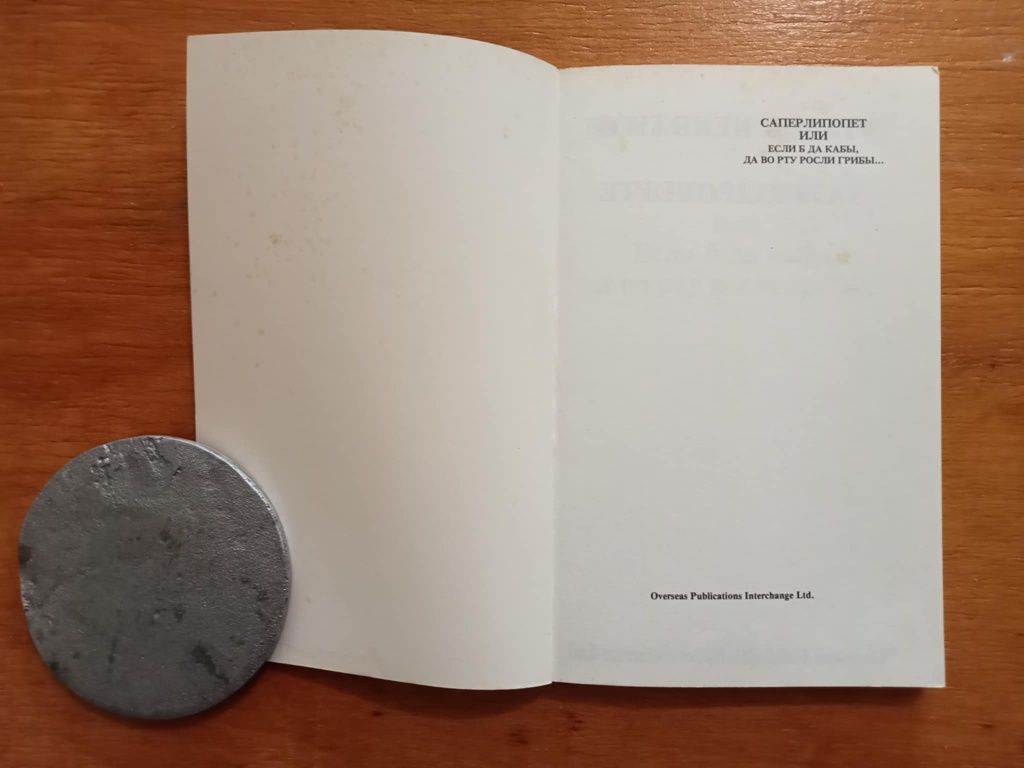 САПЕРЛИПОПЕТ
ИЛИ
ЕСЛИ Б ДА КАБЫ,
ДА ВО РТУ РОСЛИ ГРИБЫ...
Overseas Publications Interchange Ltd.